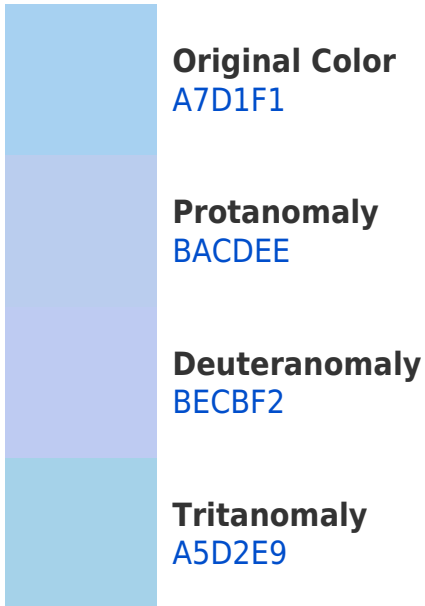 Original Color
A7D1F1
Protanomaly
BACDEE
Deuteranomaly
BECBF2
Tritanomaly
A5D2E9